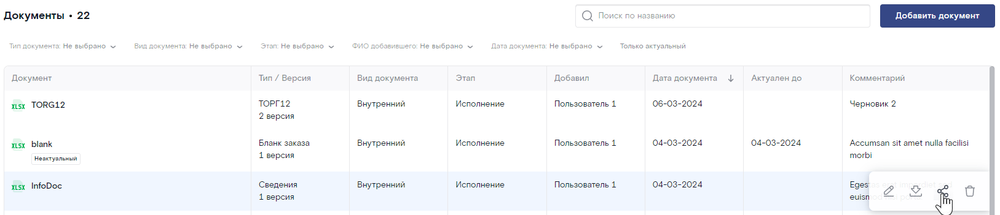 Документы • 22
Поиск по названию
Добавить документ
Тип документа: Не выбрано
Вид документа: Не выбрано
Этап: Не выбрано
ФИО добавившего: Не выбрано
Дата документа: Не выбрано
Только актуальный
Документ
Тип / Версия
Вид документа
Этап
Добавил
Дата документа
Актуален до
Комментарий
XLSX
TORG12
ТОРГ12
2 версия
Внутренний
Исполнение
Пользователь 1
06-03-2024
Черновик 2
XLSX
blank
Неактуальный
Бланк заказа
1 версия
Внутренний
Исполнение
Пользователь 1
04-03-2024
04-03-2024
Accumsan sit amet nulla facilisi
morbi
XLSX
InfoDoc
Сведения
1 версия
Внутренний
Исполнение
Пользователь 1
04-03-2024
Egestas erat imperdiet sed
euismod nisi porta